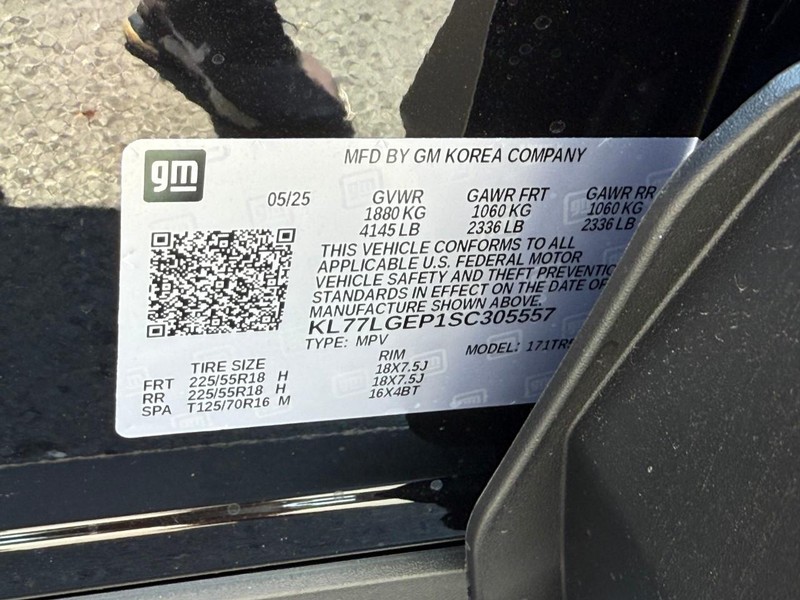 gm
MFD BY GM KOREA COMPANY
05/25 GVWR GAWR FRT GAWR RR
1880 KG 1060 KG 1060 KG
4145 LB 2336 LB 2336 LB
THIS VEHICLE CONFORMS TO ALL
APPLICABLE U.S. FEDERAL MOTOR
VEHICLE SAFETY AND THEFT PREVENTIO
STANDARDS IN EFFECT ON THE DATE OF
MANUFACTURE SHOWN ABOVE.
KL77LGEP1SC305557
TYPE: MPV MODEL: 171TR
TIRE SIZE RIM
FRT 225/55R18 H 18X7.5J
RR 225/55R18 H 18X7.5J
SPA T125/70R16 M 16X4BT